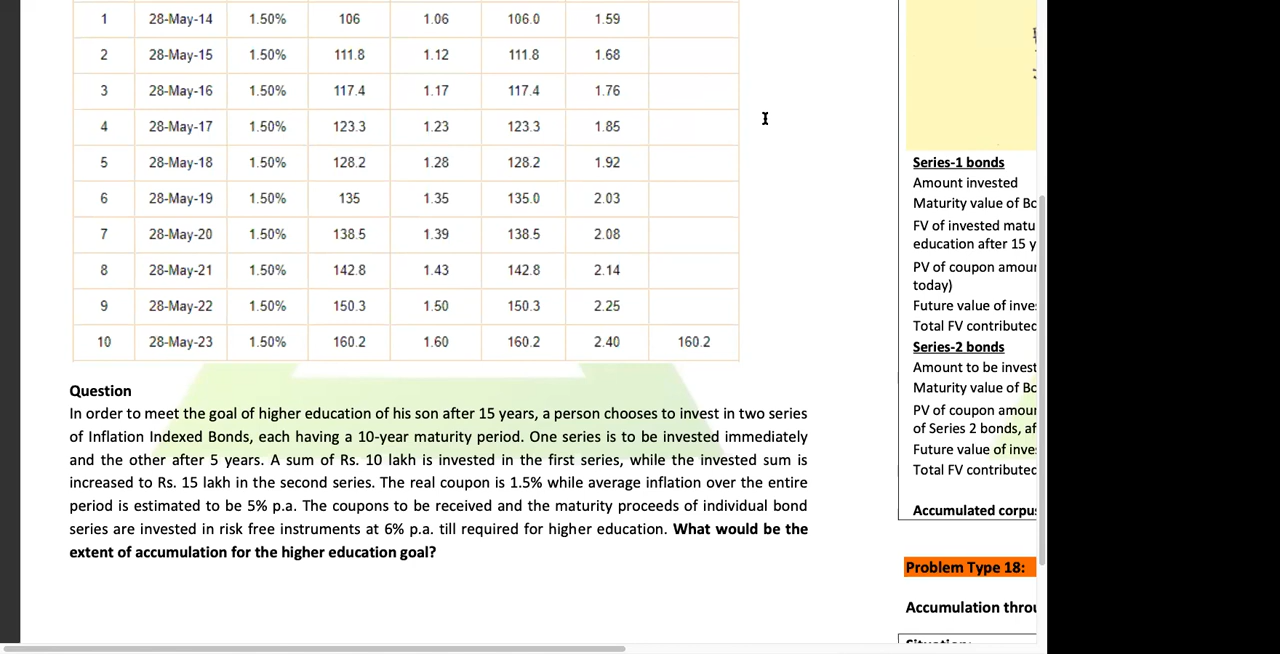 1 28-May-14 1.50% 106 1.06 106.0 1.59
2 28-May-15 1.50% 111.8 1.12 111.8 1.68
3 28-May-16 1.50% 117.4 1.17 117.4 1.76
4 28-May-17 1.50% 123.3 1.23 123.3 1.85
5 28-May-18 1.50% 128.2 1.28 128.2 1.92
6 28-May-19 1.50% 135 1.35 135.0 2.03
7 28-May-20 1.50% 138.5 1.39 138.5 2.08
8 28-May-21 1.50% 142.8 1.43 142.8 2.14
9 28-May-22 1.50% 150.3 1.50 150.3 2.25
10 28-May-23 1.50% 160.2 1.60 160.2 2.40 160.2
Question
In order to meet the goal of higher education of his son after 15 years, a person chooses to invest in two series
of Inflation Indexed Bonds, each having a 10-year maturity period. One series is to be invested immediately
and the other after 5 years. A sum of Rs. 10 lakh is invested in the first series, while the invested sum is
increased to Rs. 15 lakh in the second series. The real coupon is 1.5% while average inflation over the entire
period is estimated to be 5% p.a. The coupons to be received and the maturity proceeds of individual bond
series are invested in risk free instruments at 6% p.a. till required for higher education. What would be the
extent of accumulation for the higher education goal?
Series-1 bonds
Amount invested
Maturity value of Bo
FV of invested matu
education after 15 y
PV of coupon amou
today)
Future value of inve
Total FV contributed
Series-2 bonds
Amount to be invest
Maturity value of Bo
PV of coupon amou
of Series 2 bonds, af
Future value of inve
Total FV contributed
Accumulated corpu
Problem Type 18:
Accumulation throu